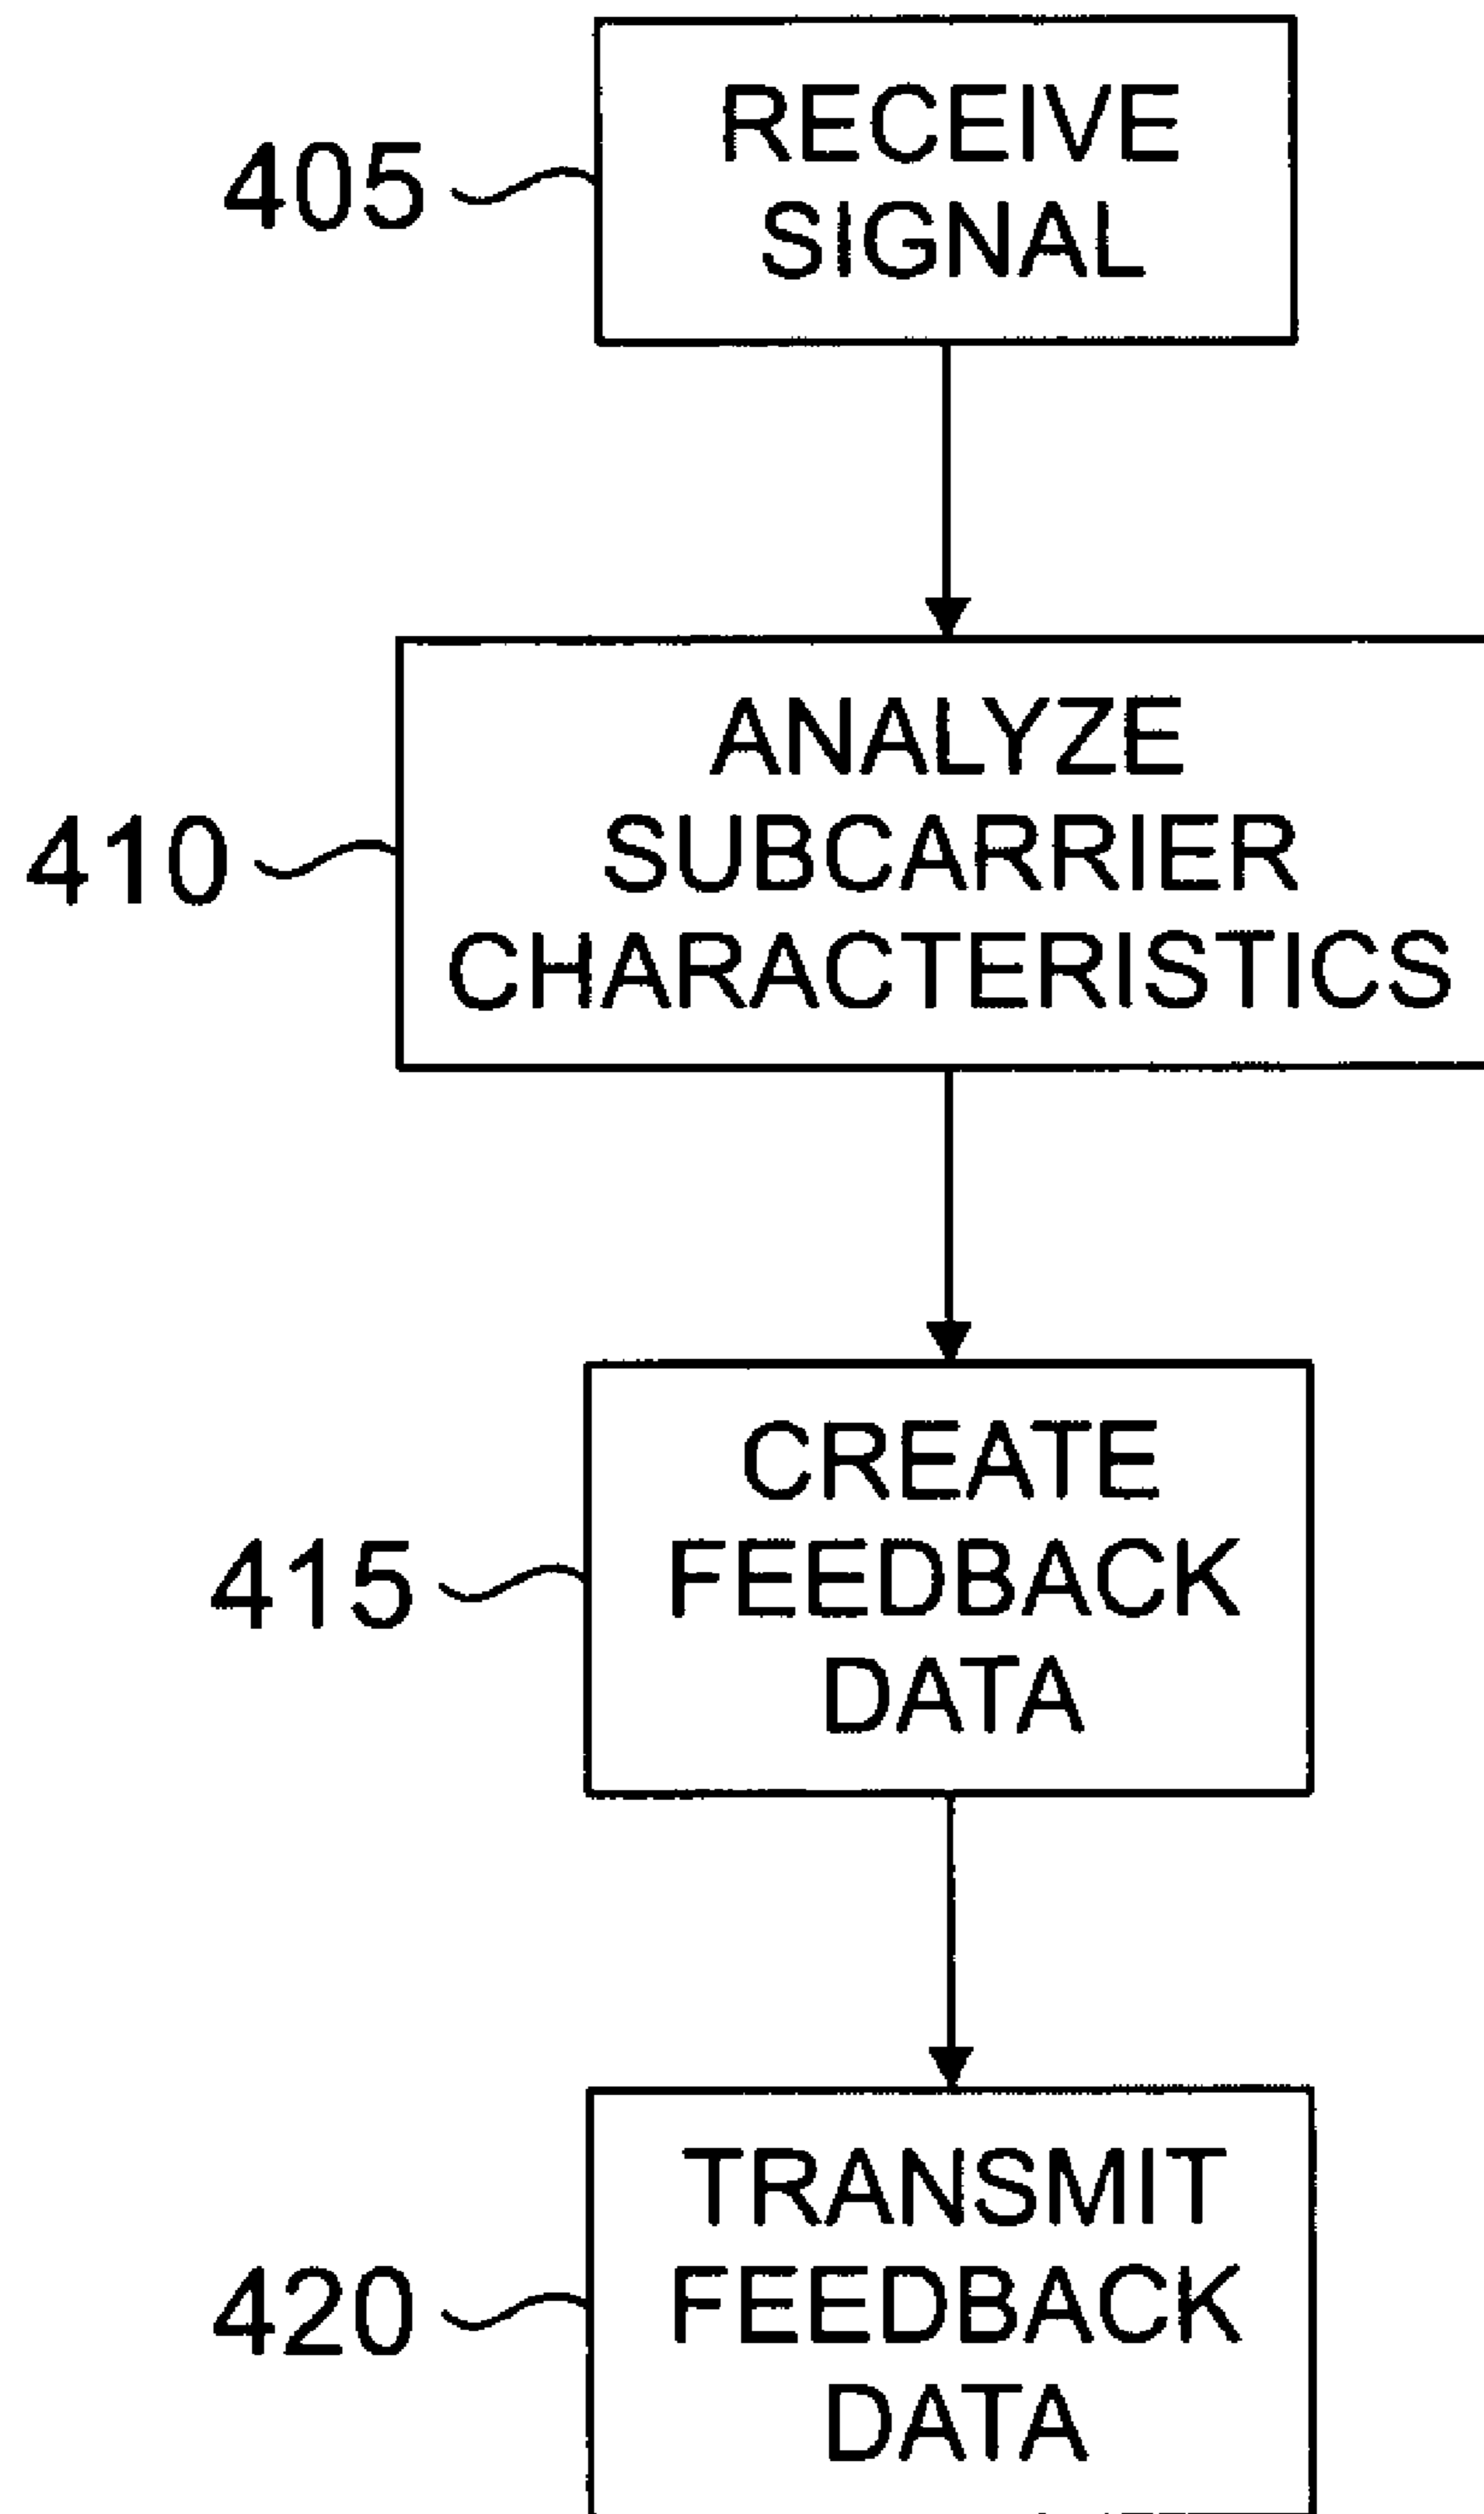 405
RECEIVE
SIGNAL
410
ANALYZE
SUBCARRIER
CHARACTERISTICS
415
CREATE
FEEDBACK
DATA
420
TRANSMIT
FEEDBACK
DATA